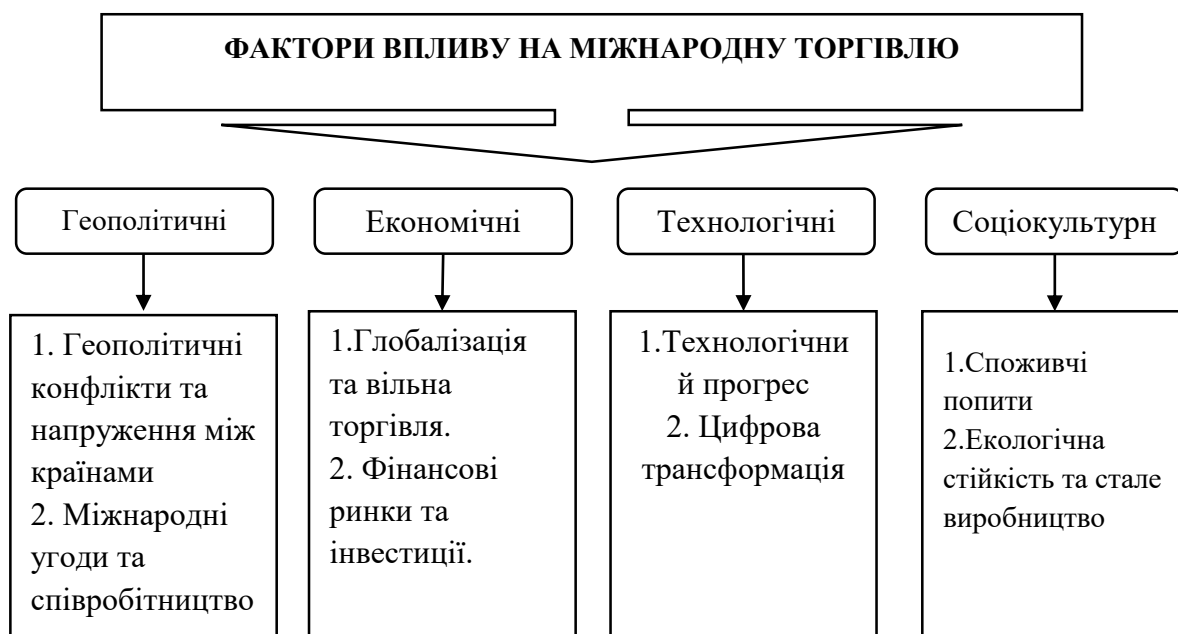 ФАКТОРИ ВПЛИВУ НА МІЖНАРОДНУ ТОРГІВЛЮ
Геополітичні
Економічні
Технологічні
Соціокультурн
1. Геополітичні
конфлікти та
напруження між
країнами
2. Міжнародні
угоди та
співробітництво
1.Глобалізація
та вільна
торгівля.
2. Фінансові
ринки та
інвестиції.
1.Технологічни
й прогрес
2. Цифрова
трансформація
1.Споживчі
попити
2.Екологічна
стійкість та стале
виробництво